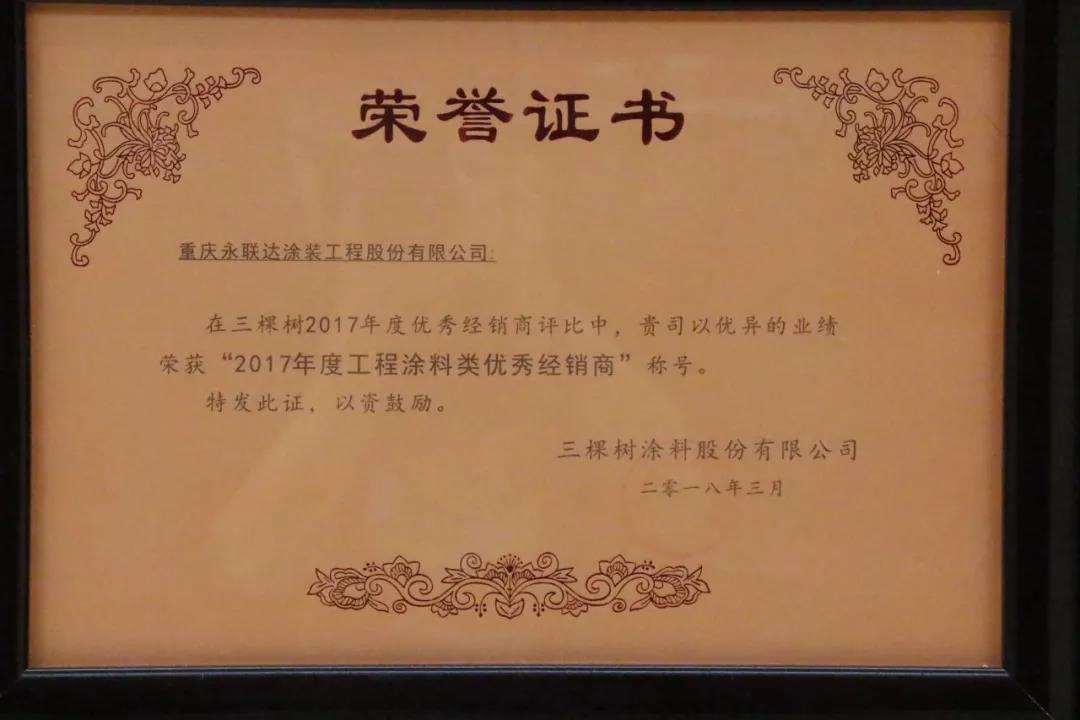 荣誉证书
重庆永联达涂装工程股份有限公司:
在三棵树2017年度优秀经销商评比中，贵司以优异的业绩
荣获“2017年度工程涂料类优秀经销商”称号。
特发此证，以资鼓励。
三棵树涂料股份有限公司
二零一八年三月